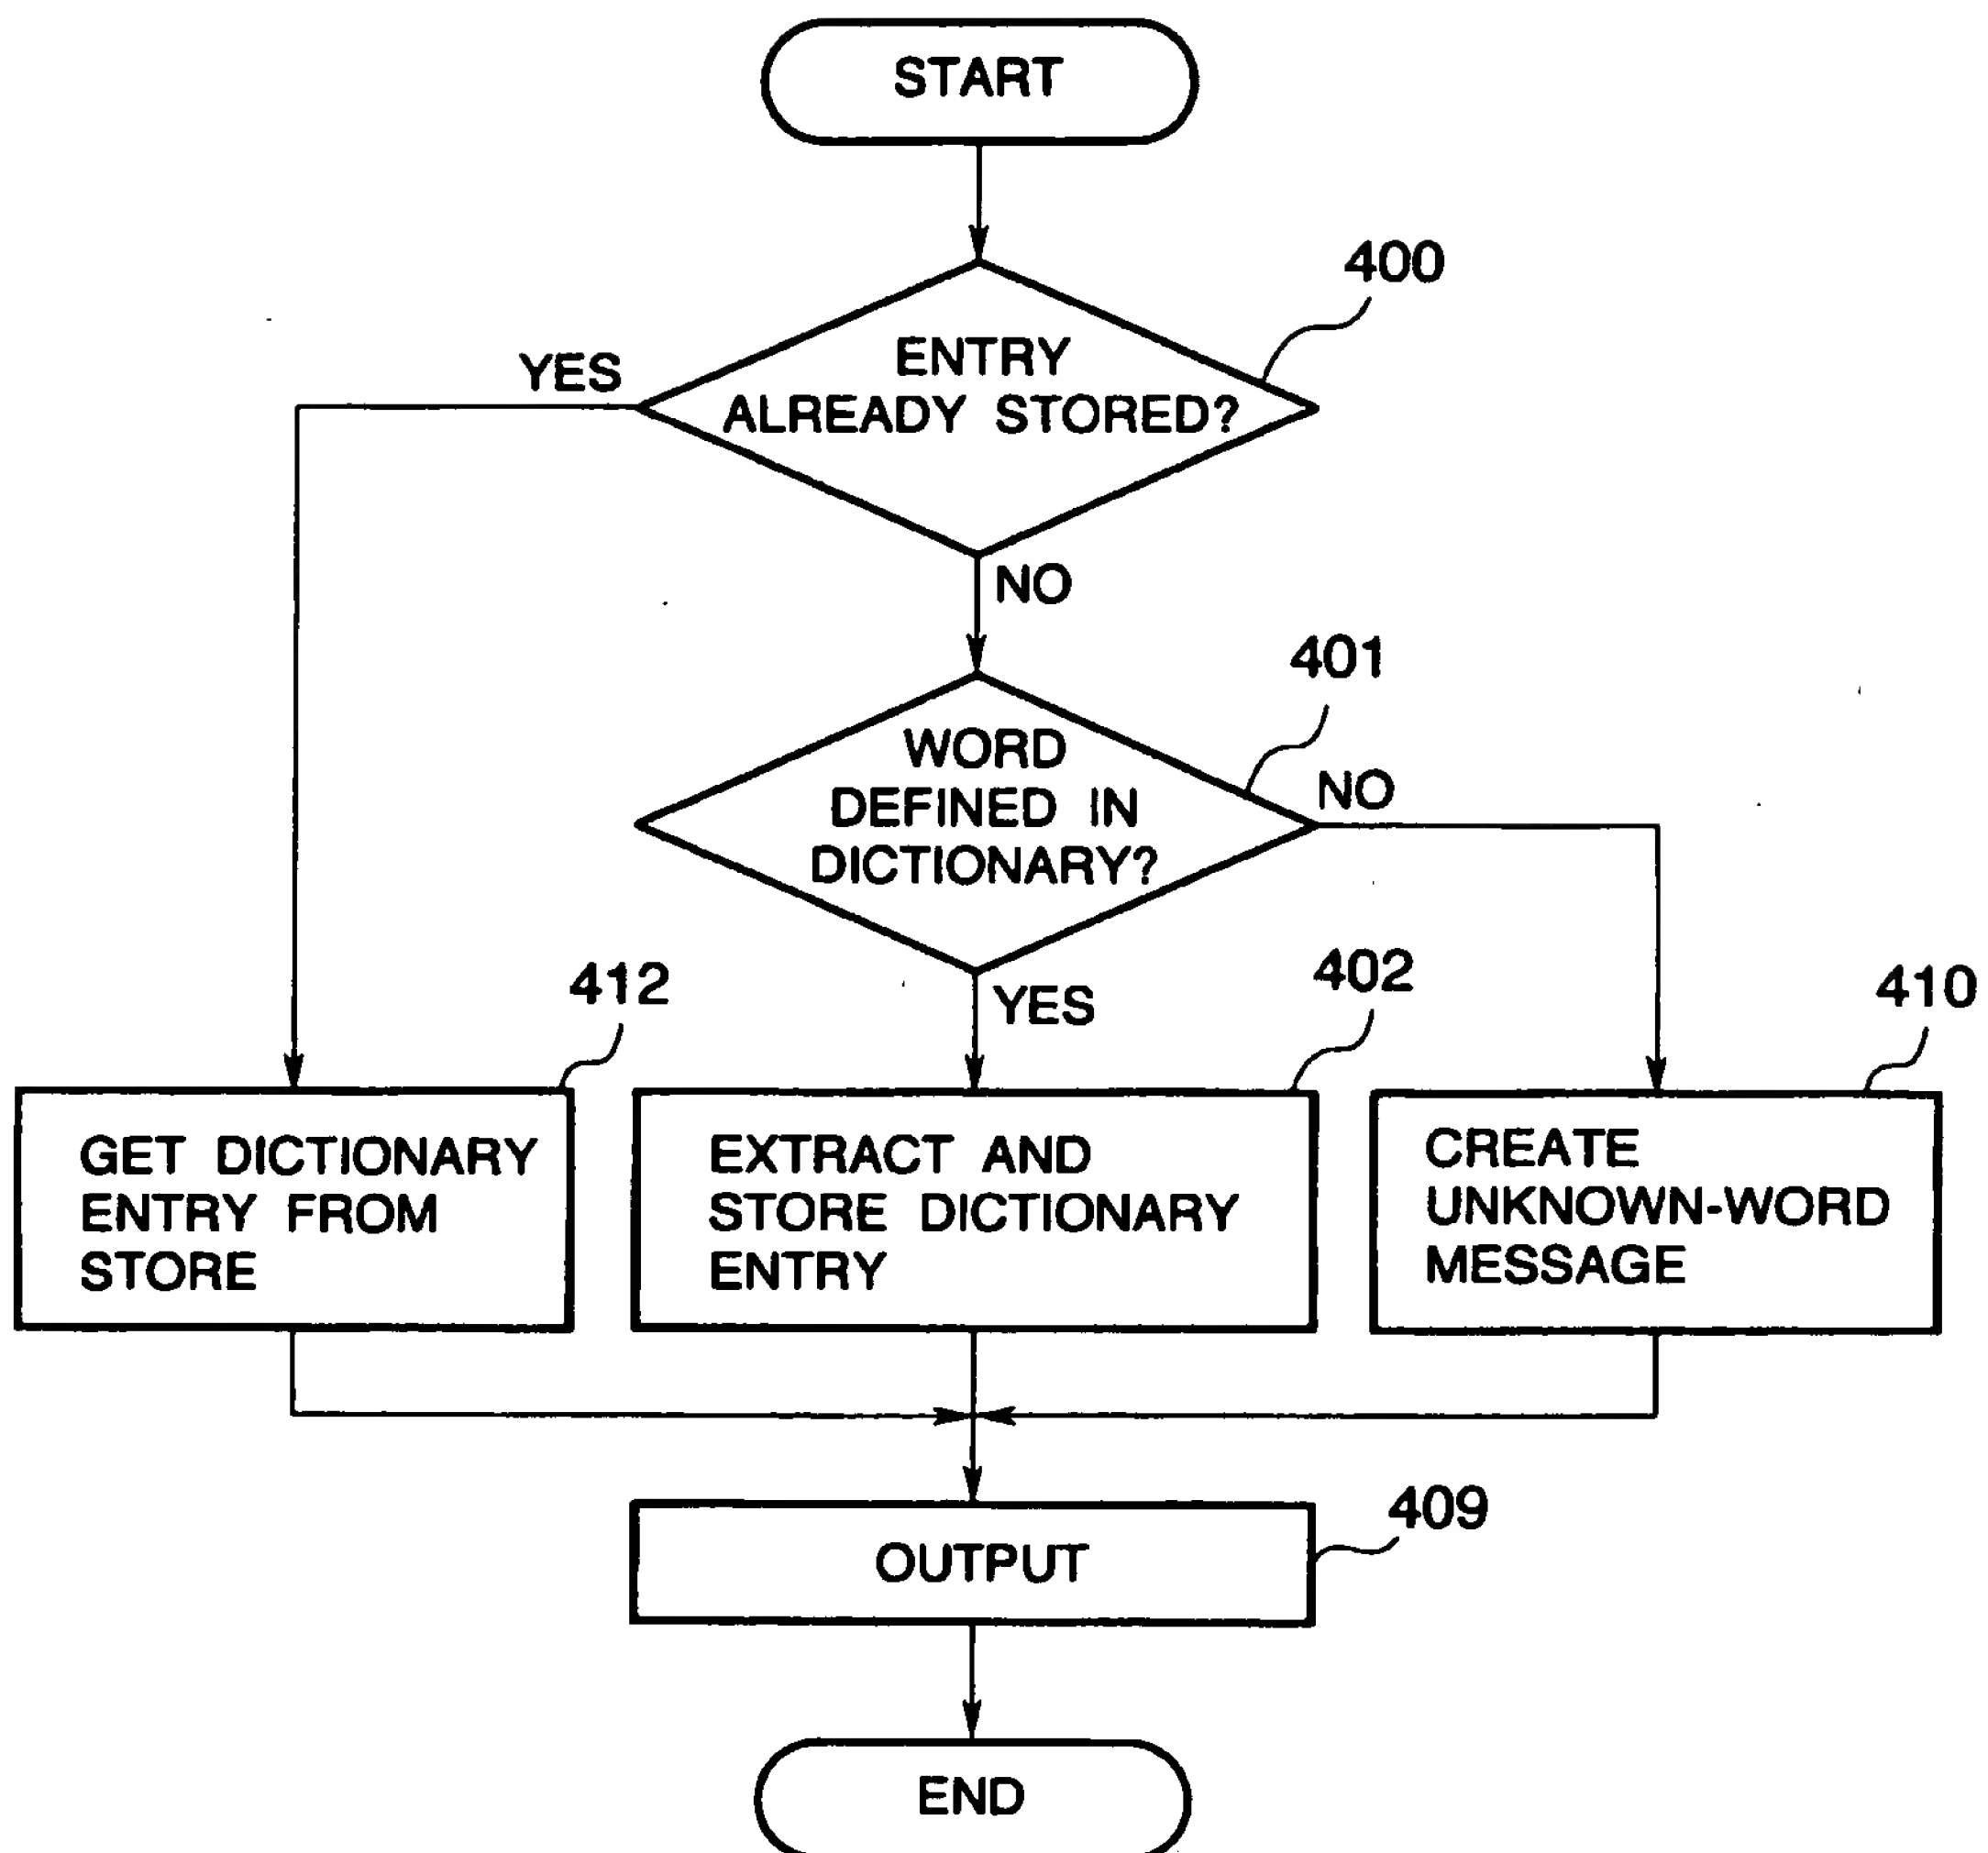 START
400
ENTRY
ALREADY STORED?
YES
NO
401
WORD
DEFINED IN
DICTIONARY?
NO
YES
412
402
410
GET DICTIONARY
ENTRY FROM
STORE
EXTRACT AND
STORE DICTIONARY
ENTRY
CREATE
UNKNOWN-WORD
MESSAGE
409
OUTPUT
END